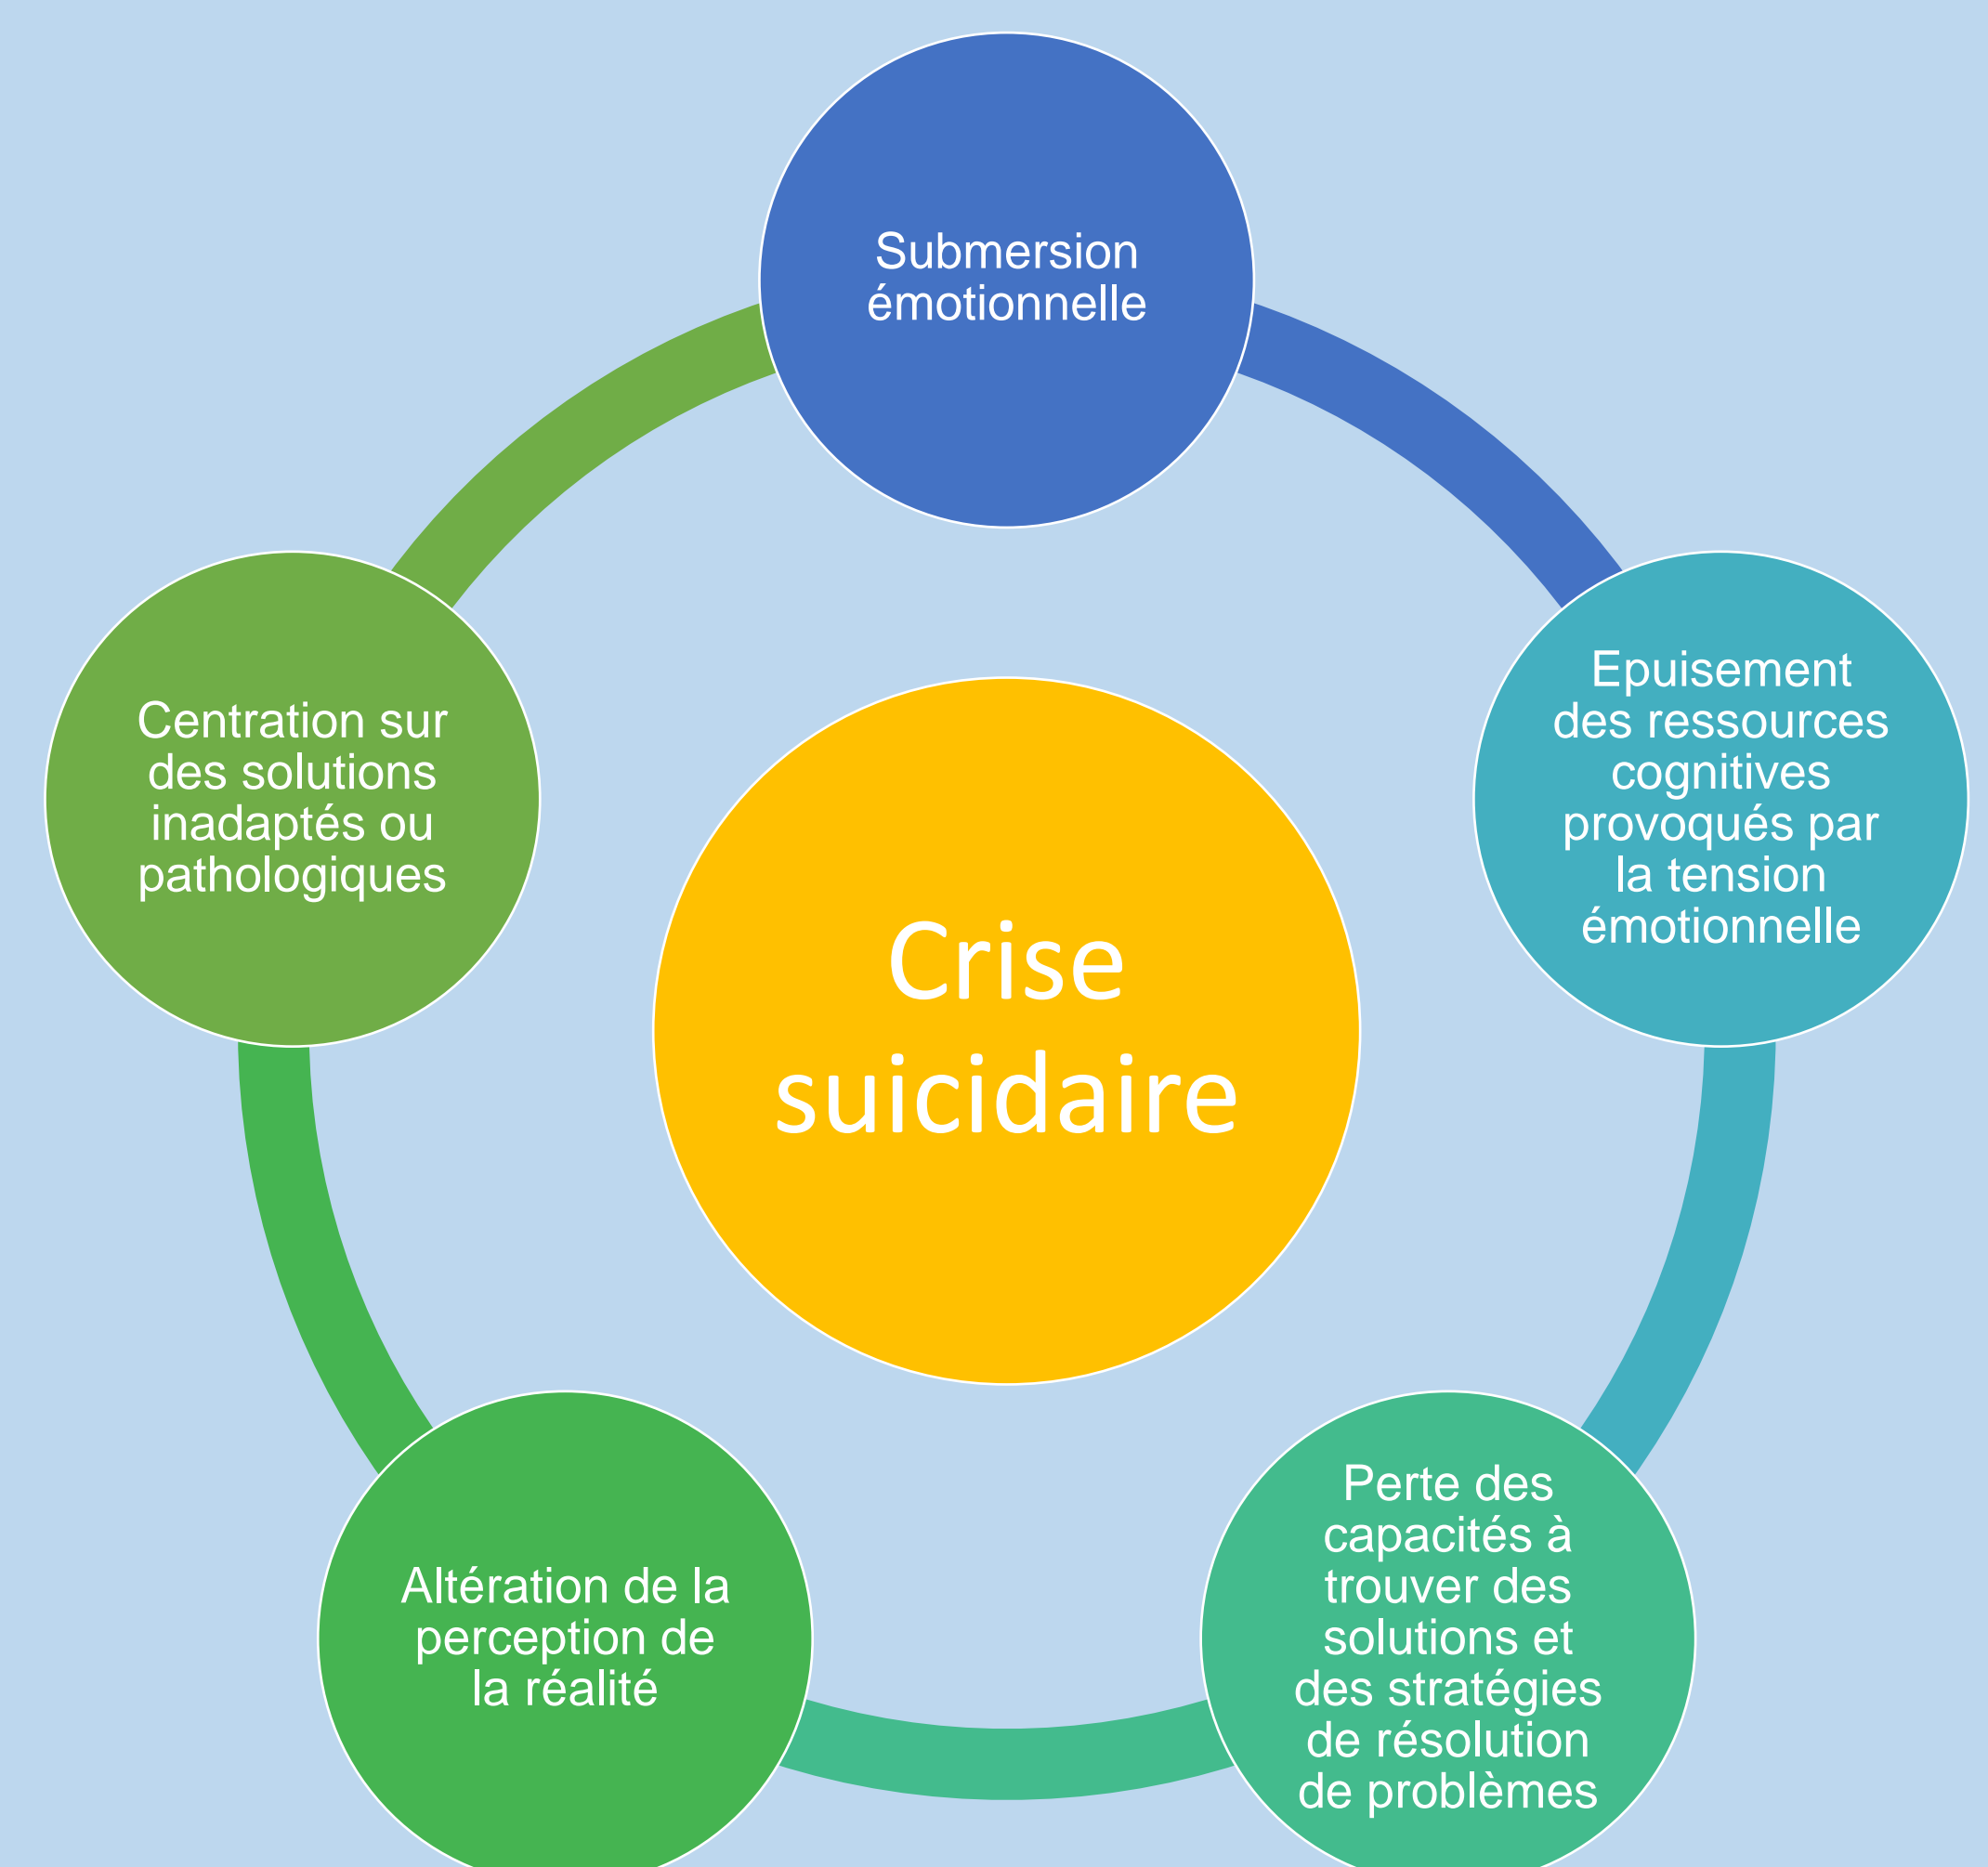 Submersion
émotionnelle
Epuisement
des ressources
cognitives
provoqués par
la tension
émotionnelle
Perte des
capacités à
trouver des
solutions et
des stratégies
de résolution
de problèmes
Altération de la
perception de
la réalité
Centration sur
des solutions
inadaptés ou
pathologiques
Crise
suicidaire